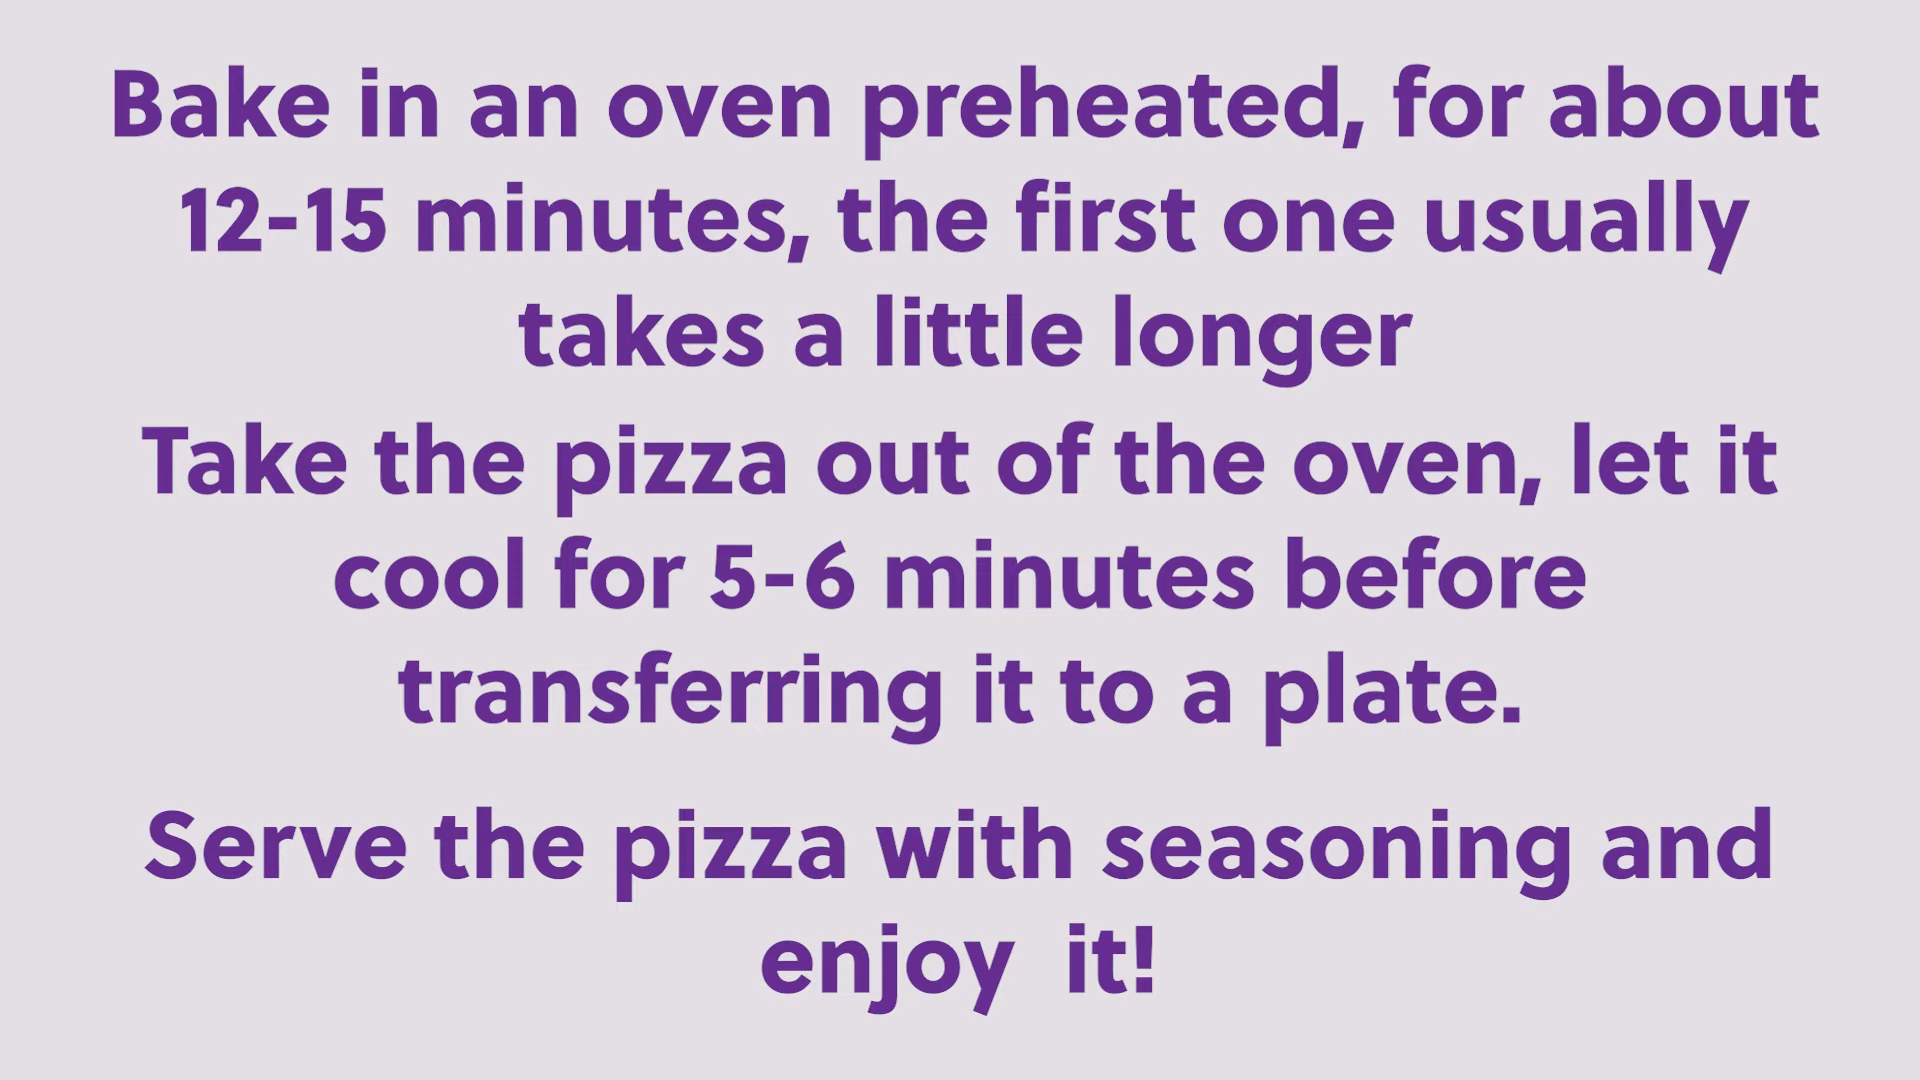 Bake in an oven preheated, for about
12-15 minutes, the first one usually
takes a little longer
Take the pizza out of the oven, let it
cool for 5-6 minutes before
transferring it to a plate.
Serve the pizza with seasoning and
enjoy  it!